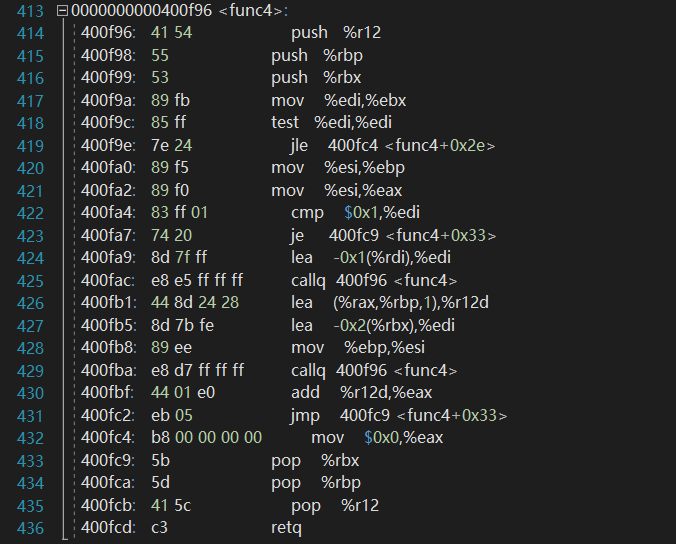 413 0000000000400f96 <func4>:
414 400f96: 41 54 push %r12
415 400f98: 55 push %rbp
416 400f99: 53 push %rbx
417 400f9a: 89 fb mov %edi,%ebx
418 400f9c: 85 ff test %edi,%edi
419 400f9e: 7e 24 jle 400fc4 <func4+0x2e>
420 400fa0: 89 f5 mov %esi,%ebp
421 400fa2: 89 f0 mov %esi,%eax
422 400fa4: 83 ff 01 cmp $0x1,%edi
423 400fa7: 74 20 je 400fc9 <func4+0x33>
424 400fa9: 8d 7f ff lea -0x1(%rdi),%edi
425 400fac: e8 e5 ff ff ff callq 400f96 <func4>
426 400fb1: 44 8d 24 28 lea (%rax,%rbp,1),%r12d
427 400fb5: 8d 7b fe lea -0x2(%rbx),%edi
428 400fb8: 89 ee mov %ebp,%esi
429 400fba: e8 d7 ff ff ff callq 400f96 <func4>
430 400fbf: 44 01 e0 add %r12d,%eax
431 400fc2: eb 05 jmp 400fc9 <func4+0x33>
432 400fc4: b8 00 00 00 00 mov $0x0,%eax
433 400fc9: 5b pop %rbx
434 400fca: 5d pop %rbp
435 400fcb: 41 5c pop %r12
436 400fcd: c3 retq